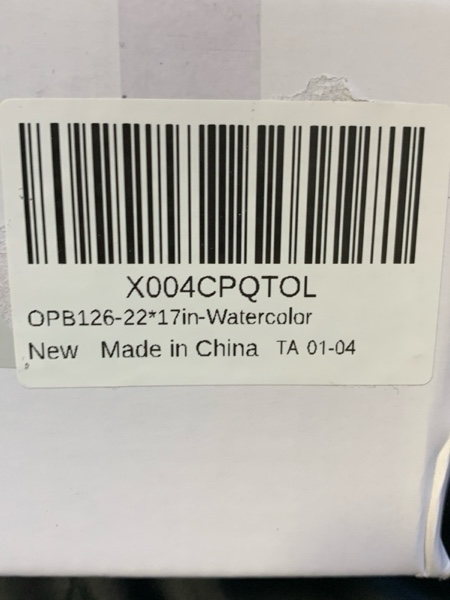 X004CPQTOL
OPB126-22*17in-Watercolor
New Made in China TA 01-04